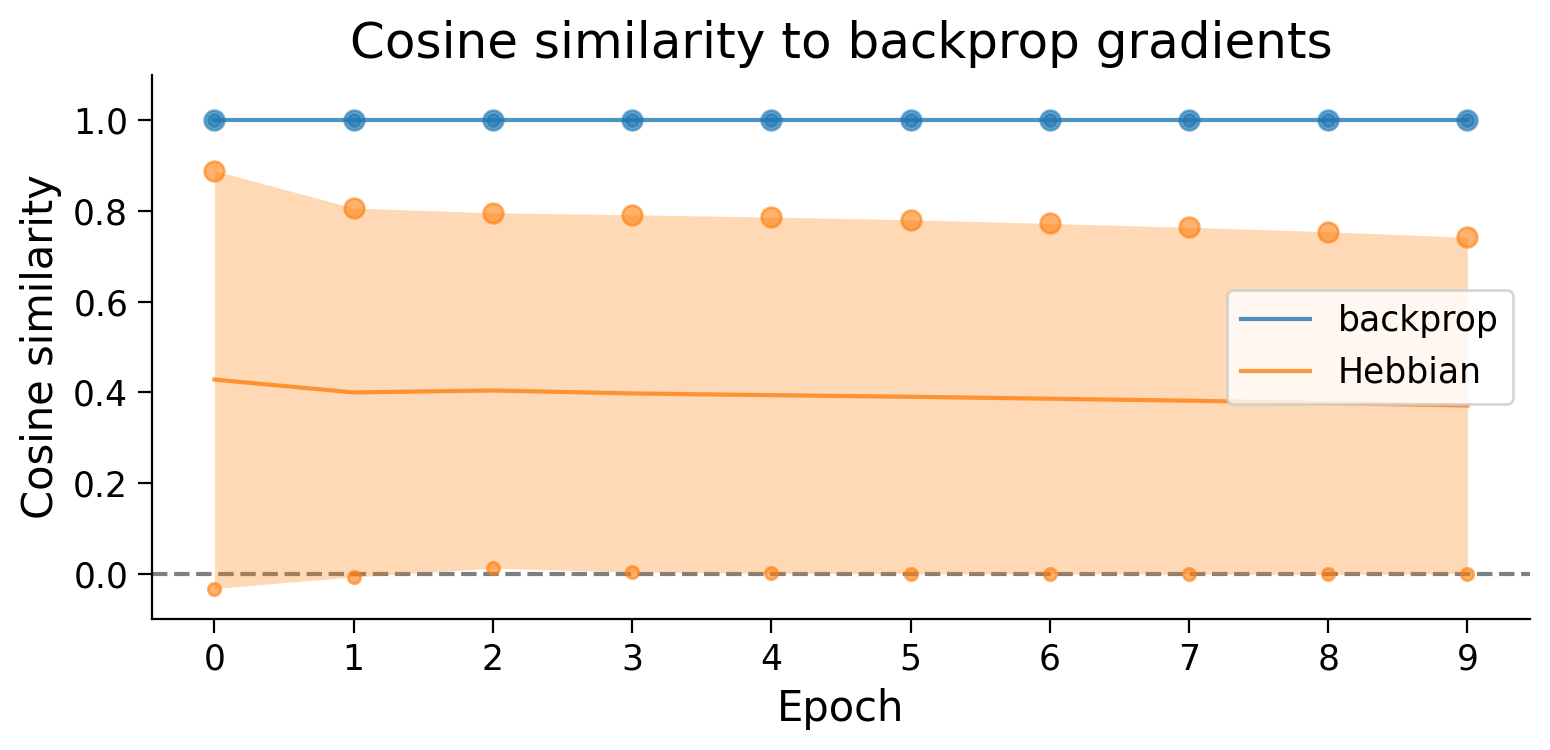 Cosine similarity to backprop gradients
Cosine similarity
1.0
0.8
0.6
0.4
0.2
0.0
backprop
Hebbian
0 1 2 3 4 5 6 7 8 9
Epoch